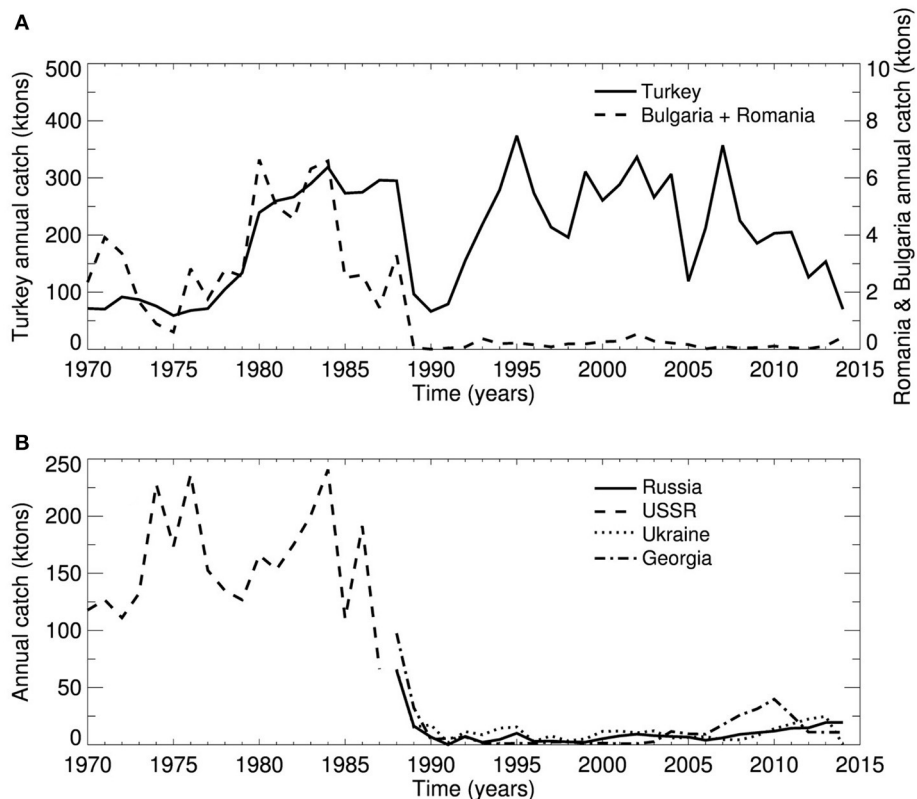 A
500
400
300
200
100
0
Turkey annual catch (ktons)
10
8
6
4
2
0
Romania & Bulgaria annual catch (ktons)
Turkey
Bulgaria + Romania
1970 1975 1980 1985 1990 1995 2000 2005 2010 2015
Time (years)
B
250
200
150
100
50
0
Annual catch (ktons)
Russia
USSR
Ukraine
Georgia
1970 1975 1980 1985 1990 1995 2000 2005 2010 2015
Time (years)